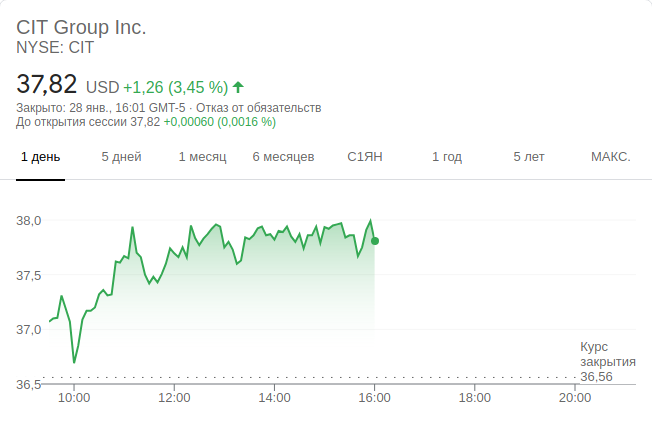 CIT Group Inc.
NYSE: CIT
37,82 USD +1,26 (3,45 %)
Закрыто: 28 янв., 16:01 GMT-5 · Отказ от обязательств
До открытия сессии 37,82 +0,00060 (0,0016 %)
1 день 5 дней 1 месяц 6 месяцев С1ЯН 1 год 5 лет МАКС.
38,0
37,5
37,0
Курс
закрытия
36,56
36,5
10:00 12:00 14:00 16:00 18:00 20:00